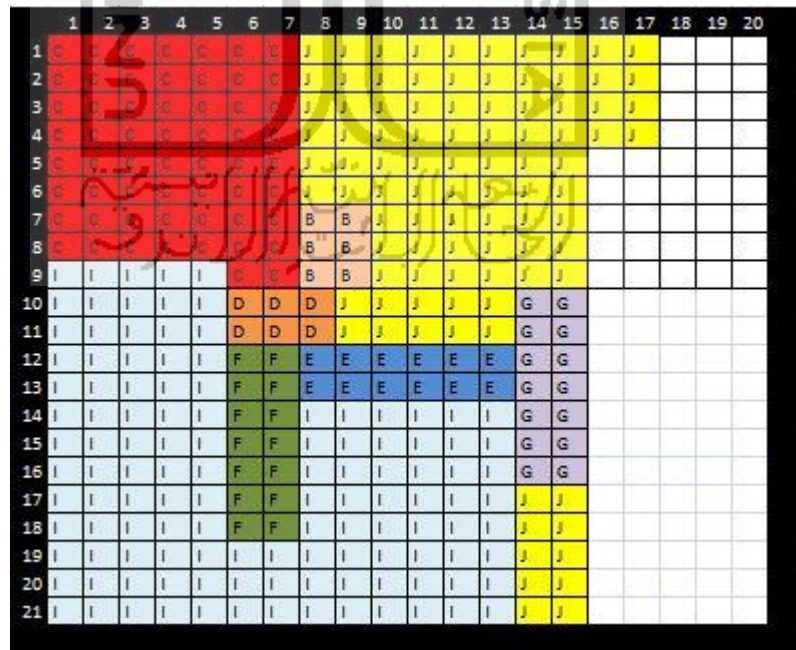 1 2 3 4 5 6 7 8 9 10 11 12 13 14 15 16 17 18 19 20
1 C C C C C C C J J J J J J J J J J
2 C C C C C C C J J J J J J J J J J
3 C C C C C C C J J J J J J J J J J
4 C C C C C C C J J J J J J J J J J
5 C C C C C C C J J J J J J J J
6 C C C C C C C J J J J J J J J
7 C C C C C C C B B J J J J J J
8 C C C C C C C B B J J J J J J
9 I I I I I C C B B J J J J J J
10 I I I I I D D D J J J J J G G
11 I I I I I D D D J J J J J G G
12 I I I I I F F E E E E E E G G
13 I I I I I F F E E E E E E G G
14 I I I I I F F I I I I I I G G
15 I I I I I F F I I I I I I G G
16 I I I I I F F I I I I I I G G
17 I I I I I F F I I I I I I J J
18 I I I I I F F I I I I I I J J
19 I I I I I I I I I I I I I J J
20 I I I I I I I I I I I I I J J
21 I I I I I I I I I I I I I J J